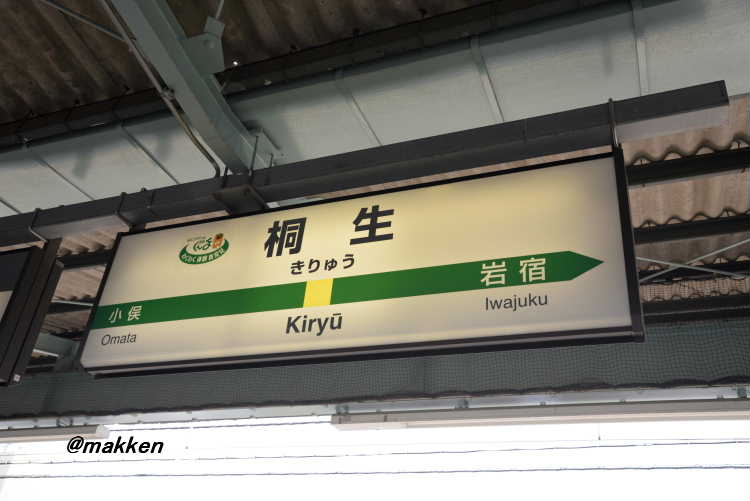 桐生
きりゅう
小俣
岩宿
Omata
Kiryū
Iwajuku
@makken